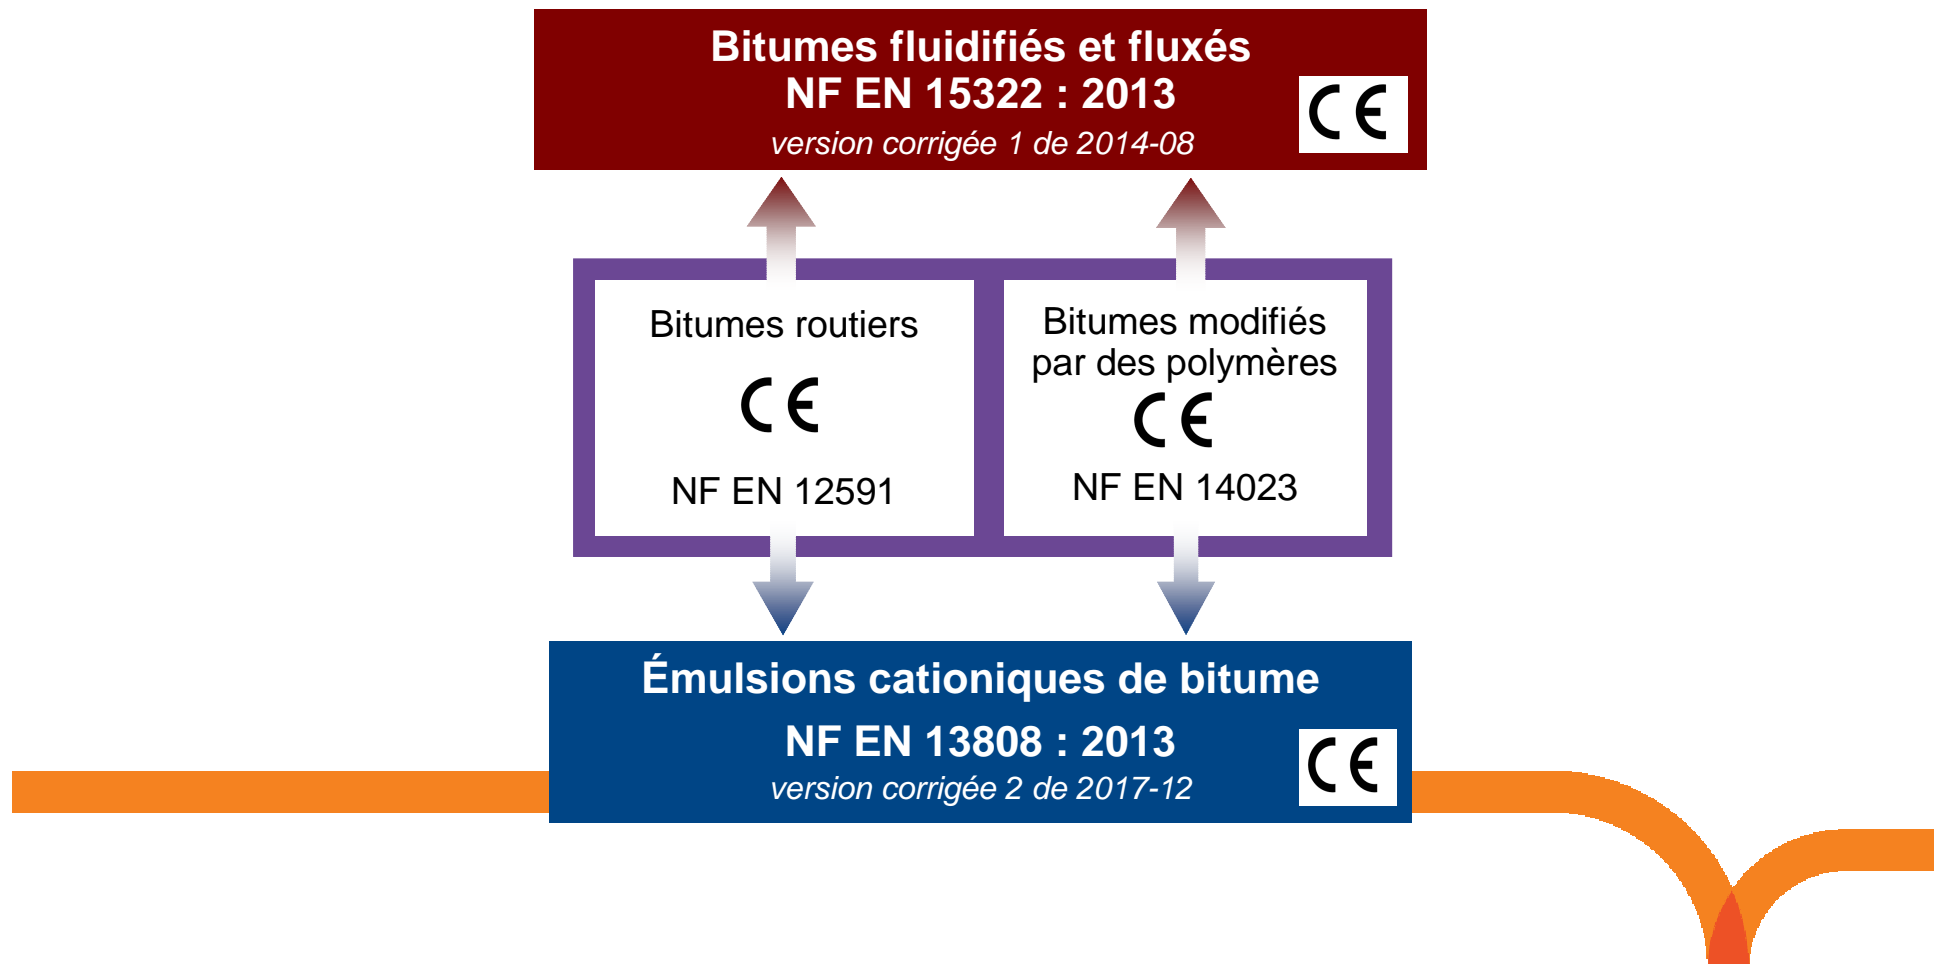 Bitumes fluidifiés et fluxés
NF EN 15322 : 2013
version corrigée 1 de 2014-08
CE
Bitumes routiers
CE
NF EN 12591
Bitumes modifiés
par des polymères
CE
NF EN 14023
Émulsions cationiques de bitume
NF EN 13808 : 2013
version corrigée 2 de 2017-12
CE